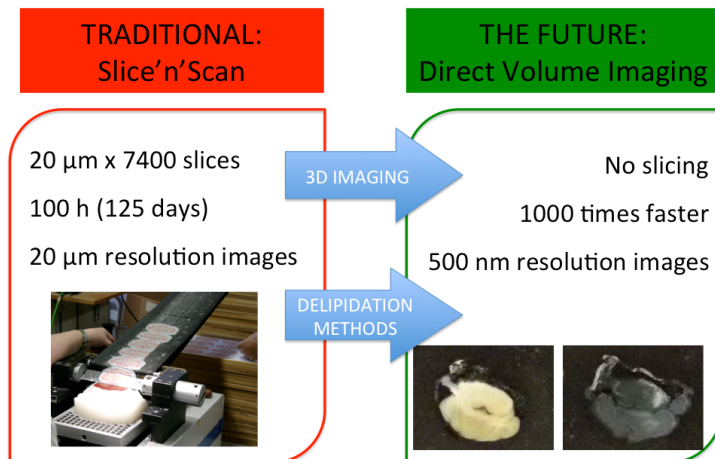 TRADITIONAL:
Slice’n’Scan
20 μm x 7400 slices
100 h (125 days)
20 μm resolution images
3D IMAGING
DELIPIDATION
METHODS
THE FUTURE:
Direct Volume Imaging
No slicing
1000 times faster
500 nm resolution images